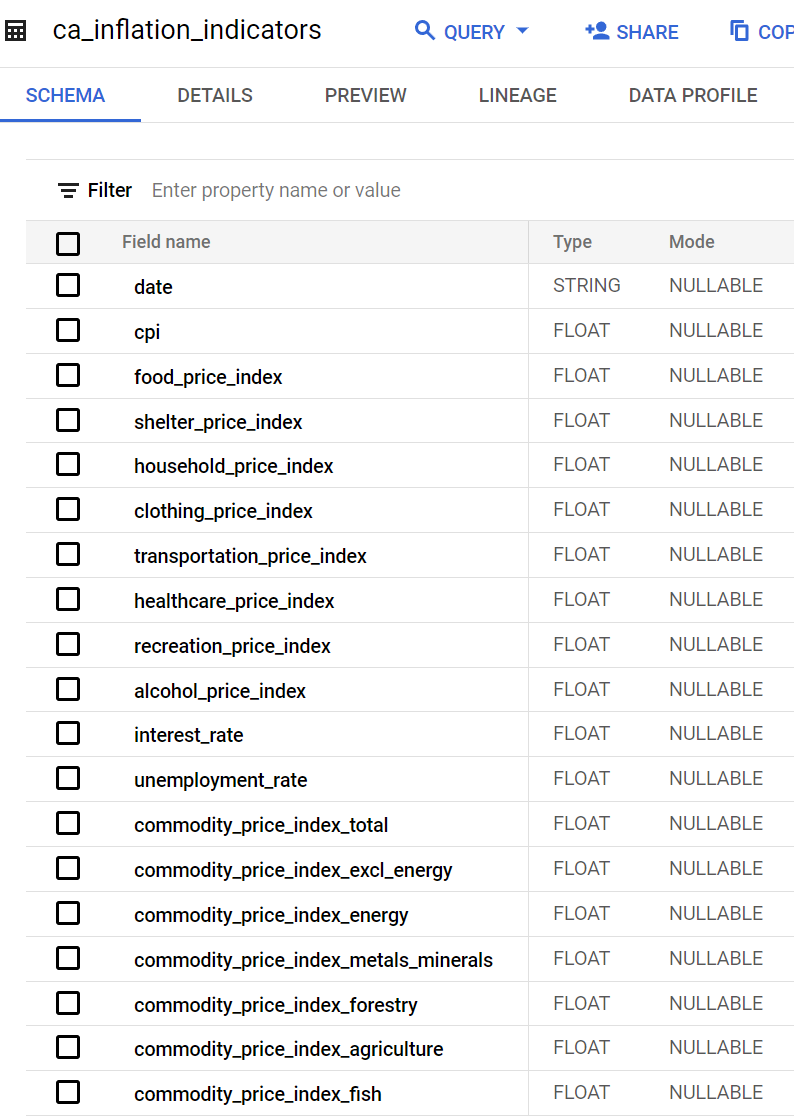 ca_inflation_indicators QUERY SHARE COP
SCHEMA DETAILS PREVIEW LINEAGE DATA PROFILE
Filter Enter property name or value
Field name Type Mode
date STRING NULLABLE
cpi FLOAT NULLABLE
food_price_index FLOAT NULLABLE
shelter_price_index FLOAT NULLABLE
household_price_index FLOAT NULLABLE
clothing_price_index FLOAT NULLABLE
transportation_price_index FLOAT NULLABLE
healthcare_price_index FLOAT NULLABLE
recreation_price_index FLOAT NULLABLE
alcohol_price_index FLOAT NULLABLE
interest_rate FLOAT NULLABLE
unemployment_rate FLOAT NULLABLE
commodity_price_index_total FLOAT NULLABLE
commodity_price_index_excl_energy FLOAT NULLABLE
commodity_price_index_energy FLOAT NULLABLE
commodity_price_index_metals_minerals FLOAT NULLABLE
commodity_price_index_forestry FLOAT NULLABLE
commodity_price_index_agriculture FLOAT NULLABLE
commodity_price_index_fish FLOAT NULLABLE